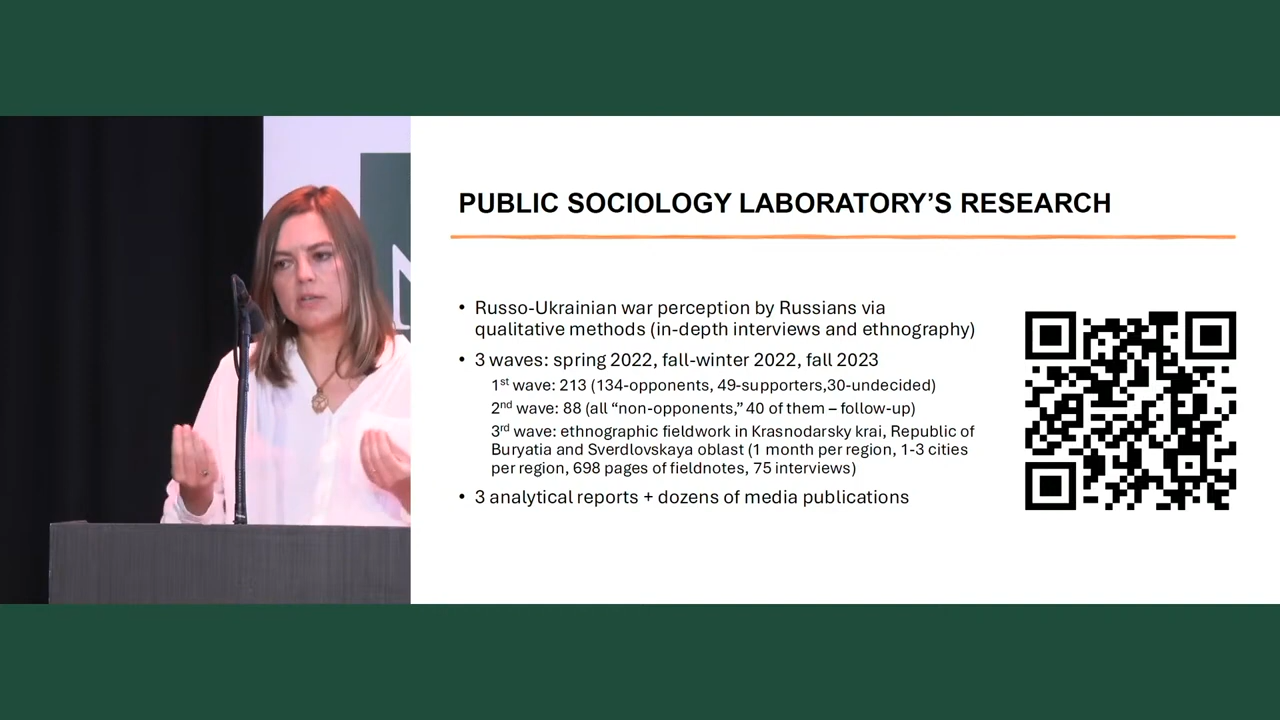 PUBLIC SOCIOLOGY LABORATORY’S RESEARCH
• Russo-Ukrainian war perception by Russians via
qualitative methods (in-depth interviews and ethnography)
• 3 waves: spring 2022, fall-winter 2022, fall 2023
1st wave: 213 (134-opponents, 49-supporters,30-undecided)
2nd wave: 88 (all “non-opponents,” 40 of them – follow-up)
3rd wave: ethnographic fieldwork in Krasnodarsky krai, Republic of
Buryatia and Sverdlovskaya oblast (1 month per region, 1-3 cities
per region, 698 pages of fieldnotes, 75 interviews)
• 3 analytical reports + dozens of media publications